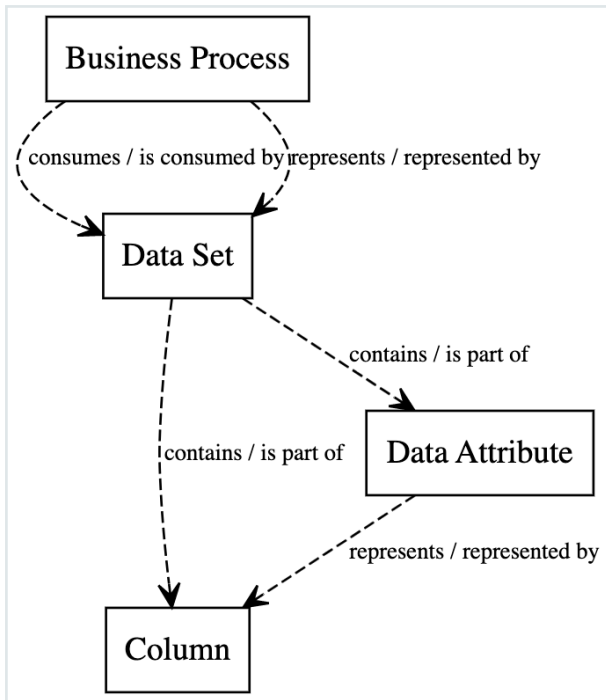 Business Process
consumes / is consumed by
represents / represented by
Data Set
contains / is part of
Data Attribute
contains / is part of
represents / represented by
Column